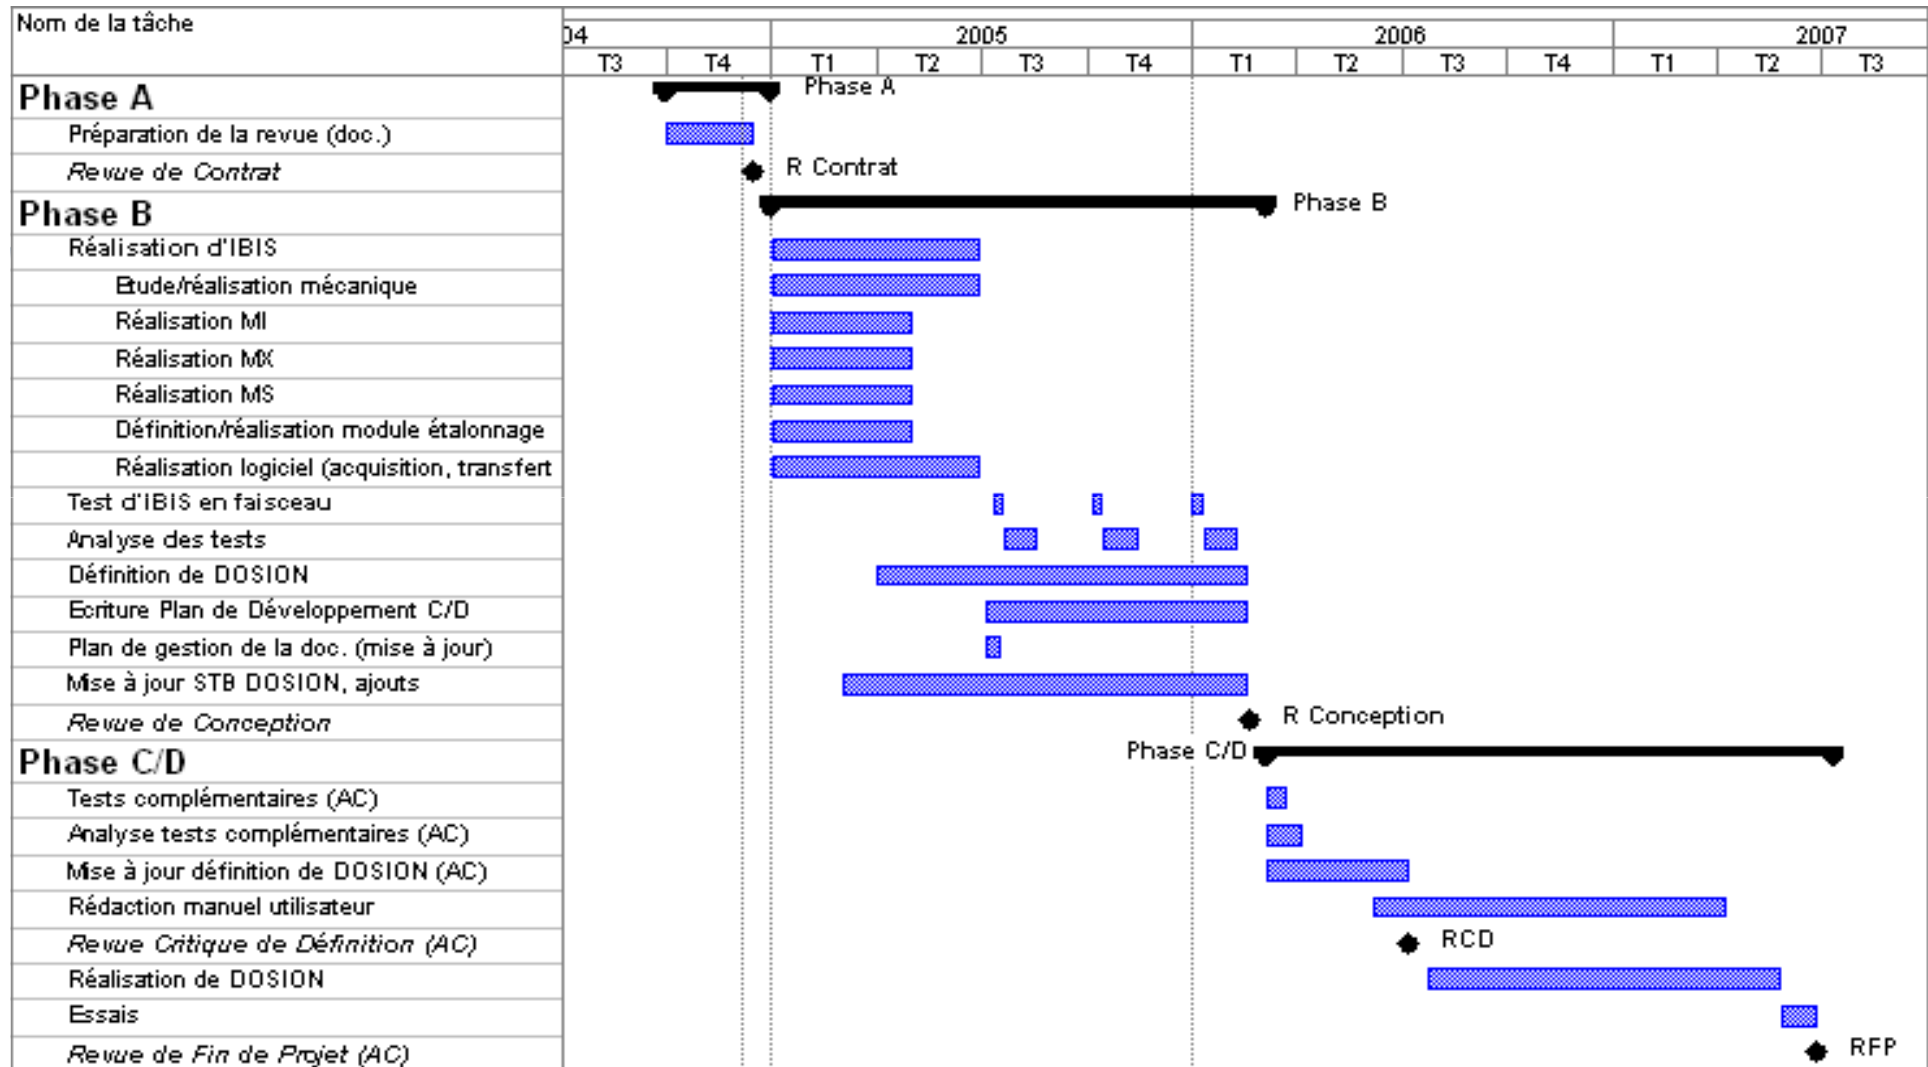 Nom de la tâche
04 2005 2006 2007
T3 T4 T1 T2 T3 T4 T1 T2 T3 T4 T1 T2 T3
Phase A Phase A
Préparation de la revue (doc.)
Revue de Contrat R Contrat
Phase B Phase B
Réalisation d'IBIS
Etude/réalisation mécanique
Réalisation MI
Réalisation MX
Réalisation MS
Définition/réalisation module étalonnage
Réalisation logiciel (acquisition, transfert
Test d'IBIS en faisceau
Analyse des tests
Définition de DOSION
Ecriture Plan de Développement C/D
Plan de gestion de la doc. (mise à jour)
Mise à jour STB DOSION, ajouts
Revue de Conception R Conception
Phase C/D Phase C/D
Tests complémentaires (AC)
Analyse tests complémentaires (AC)
Mise à jour définition de DOSION (AC)
Rédaction manuel utilisateur
Revue Critique de Définition (AC) RCD
Réalisation de DOSION
Essais
Revue de Fin de Projet (AC) RFP